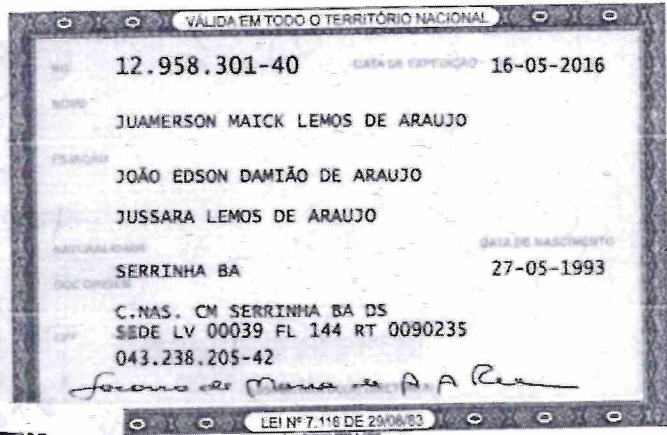 VÁLIDA EM TODO O TERRITÓRIO NACIONAL
12.958.301-40 DATA DE EXPEDIÇÃO 16-05-2016
NOME
JUAMERSON MAICK LEMOS DE ARAUJO
FILIAÇÃO
JOÃO EDSON DAMIÃO DE ARAUJO
JUSSARA LEMOS DE ARAUJO
NATURALIDADE DATA DE NASCIMENTO
SERRINHA BA 27-05-1993
DOC ORIGEM
C.NAS. CM SERRINHA BA DS
SEDE LV 00039 FL 144 RT 0090235
CPF
043.238.205-42
LEI Nº 7.116 DE 29/08/83